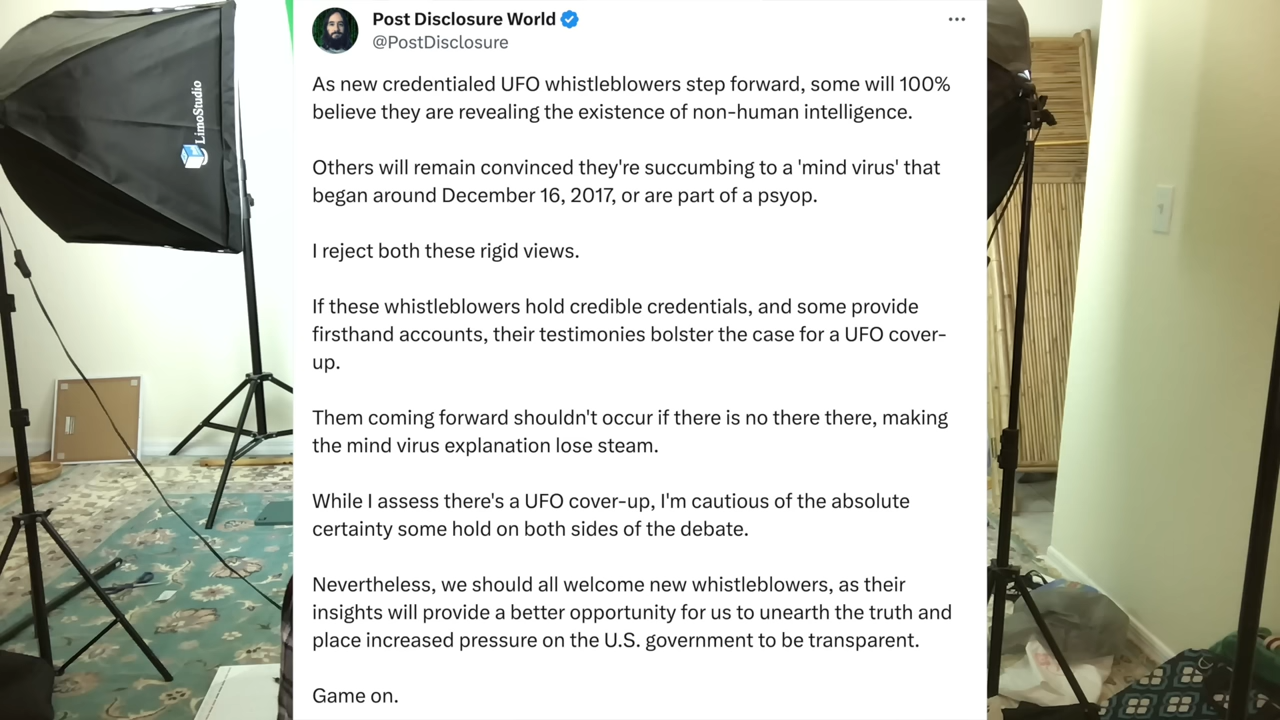 LimoStudio
Post Disclosure World
@PostDisclosure
As new credentialed UFO whistleblowers step forward, some will 100%
believe they are revealing the existence of non-human intelligence.
Others will remain convinced they're succumbing to a 'mind virus' that
began around December 16, 2017, or are part of a psyop.
I reject both these rigid views.
If these whistleblowers hold credible credentials, and some provide
firsthand accounts, their testimonies bolster the case for a UFO cover-
up.
Them coming forward shouldn't occur if there is no there there, making
the mind virus explanation lose steam.
While I assess there's a UFO cover-up, I'm cautious of the absolute
certainty some hold on both sides of the debate.
Nevertheless, we should all welcome new whistleblowers, as their
insights will provide a better opportunity for us to unearth the truth and
place increased pressure on the U.S. government to be transparent.
Game on.